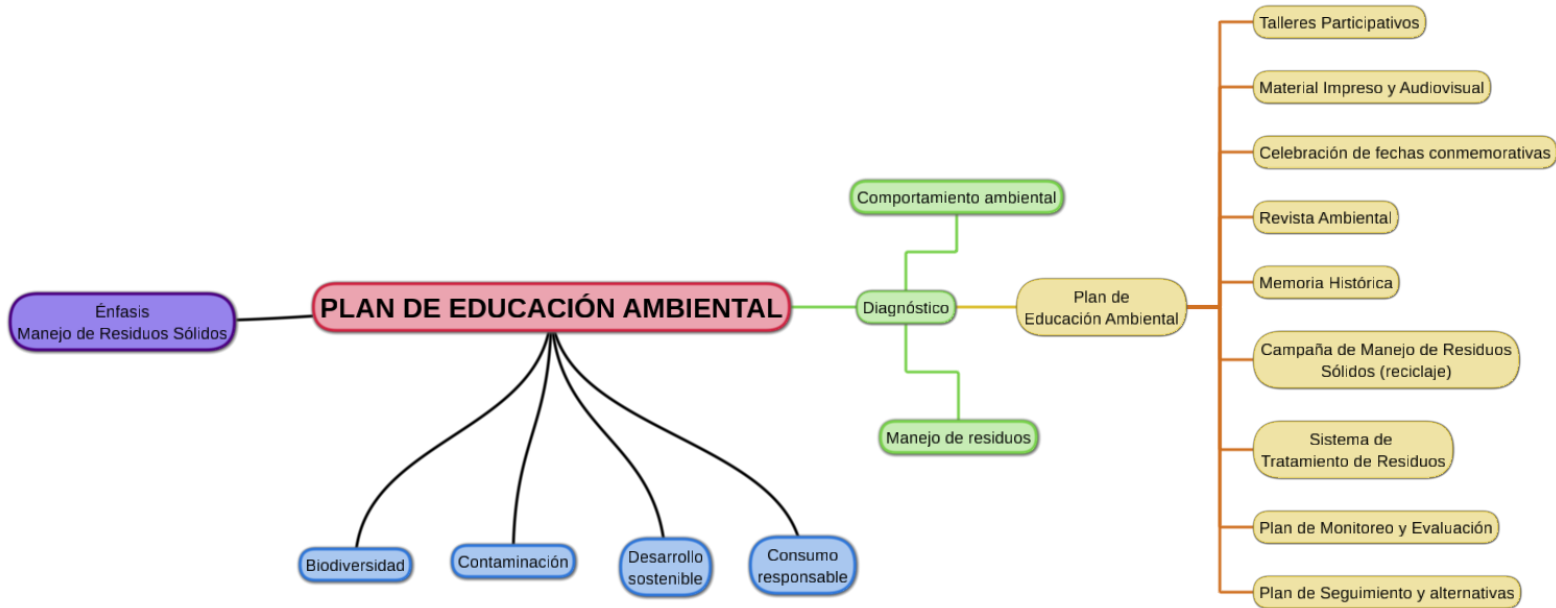 Énfasis
Manejo de Residuos Sólidos
PLAN DE EDUCACIÓN AMBIENTAL
Biodiversidad
Contaminación
Desarrollo
sostenible
Consumo
responsable
Comportamiento ambiental
Diagnóstico
Manejo de residuos
Plan de
Educación Ambiental
Talleres Participativos
Material Impreso y Audiovisual
Celebración de fechas conmemorativas
Revista Ambiental
Memoria Histórica
Campaña de Manejo de Residuos
Sólidos (reciclaje)
Sistema de
Tratamiento de Residuos
Plan de Monitoreo y Evaluación
Plan de Seguimiento y alternativas